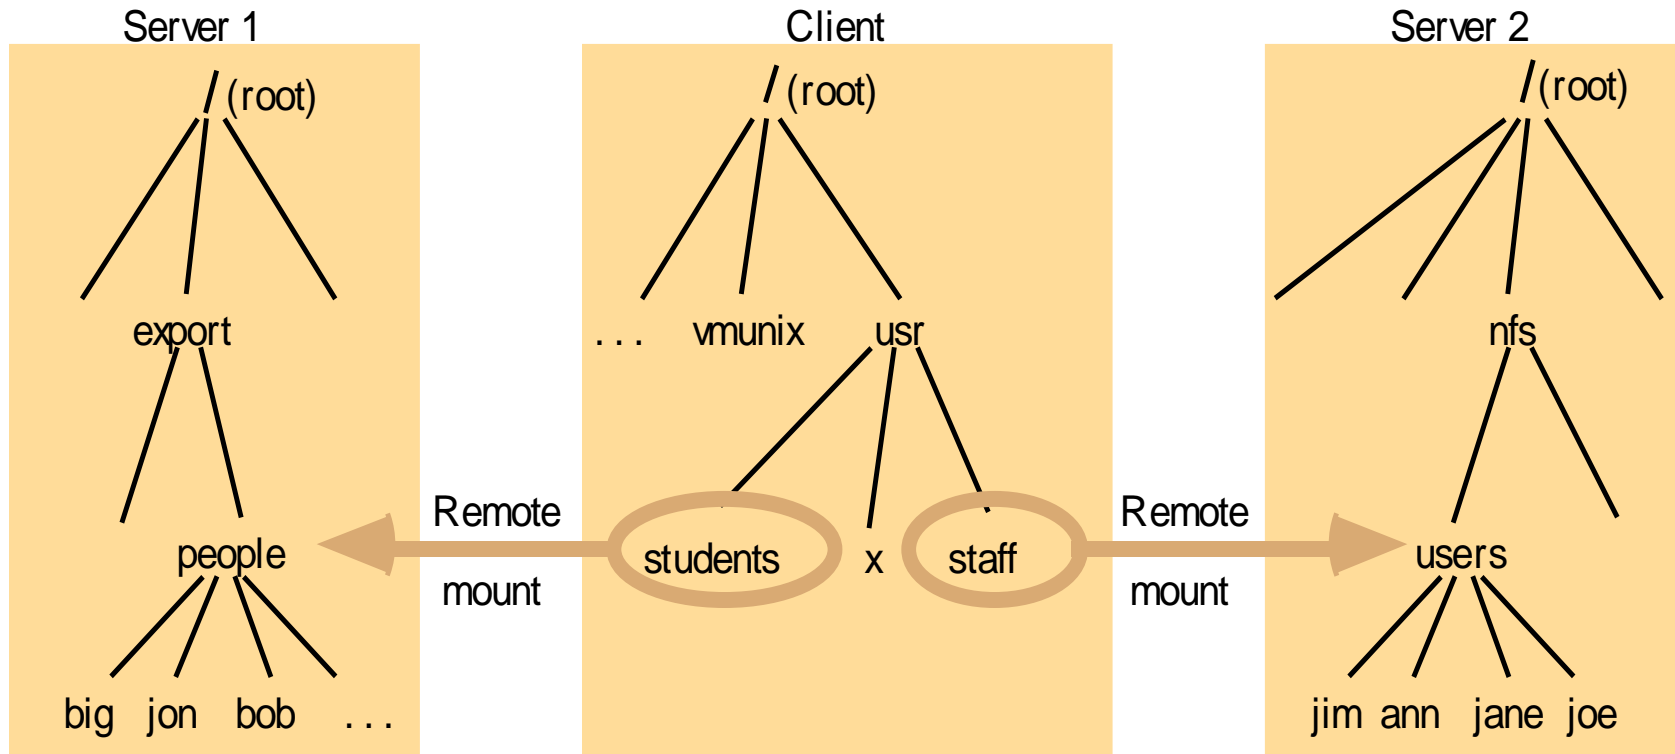 Server 1
Client
Server 2
/ (root)
/ (root)
/ (root)
export
. . . vmunix usr
nfs
Remote
mount
Remote
mount
people
students x staff
users
big jon bob . . .
jim ann jane joe